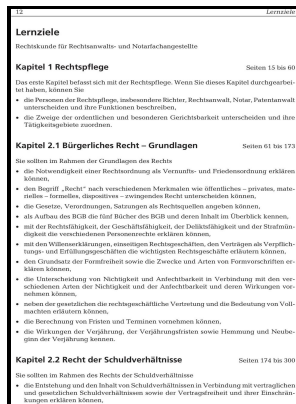 12
Lernziele
Lernziele
Rechtskunde für Rechtsanwalts- und Notarfachangestellte
Kapitel 1 Rechtspflege
Seiten 15 bis 60
Das erste Kapitel befasst sich mit der Rechtspflege. Wenn Sie dieses Kapitel durchgearbei-
tet haben, können Sie
• die Personen der Rechtspflege, insbesondere Richter, Rechtsanwalt, Notar, Patentanwalt
unterscheiden und ihre Funktionen beschreiben,
• die Zweige der ordentlichen und besonderen Gerichtsbarkeit unterscheiden und ihre
Tätigkeitsgebiete zuordnen.
Kapitel 2.1 Bürgerliches Recht – Grundlagen
Seiten 61 bis 173
Sie sollten im Rahmen der Grundlagen des Rechts
• die Notwendigkeit einer Rechtsordnung als Vernunfts- und Friedensordnung erklären
können,
• den Begriff „Recht" nach verschiedenen Merkmalen wie öffentliches – privates, mate-
rielles – formelles, dispositives – zwingendes Recht unterscheiden können,
• die Gesetze, Verordnungen, Satzungen als Rechtsquellen angeben können,
• als Aufbau des BGB die fünf Bücher des BGB und deren Inhalt im Überblick kennen,
• mit der Rechtsfähigkeit, der Geschäftsfähigkeit, der Deliktsfähigkeit und der Strafmün-
digkeit die verschiedenen Personenrechte erklären können,
• mit den Willenserklärungen, einseitigen Rechtsgeschäften, den Verträgen als Verpflich-
tungs- und Erfüllungsgeschäften die wichtigsten Rechtsgeschäfte erläutern können,
• den Grundsatz der Formfreiheit sowie die Zwecke und Arten von Formvorschriften er-
klären können,
• die Unterscheidung von Nichtigkeit und Anfechtbarkeit in Verbindung mit den ver-
schiedenen Arten der Nichtigkeit und der Anfechtbarkeit und deren Wirkungen vor-
nehmen können,
• neben der gesetzlichen die rechtsgeschäftliche Vertretung und die Bedeutung von Voll-
machten erläutern können,
• die Berechnung von Fristen und Terminen vornehmen können,
• die Wirkungen der Verjährung, der Verjährungsfristen sowie Hemmung und Neube-
ginn der Verjährung kennen.
Kapitel 2.2 Recht der Schuldverhältnisse
Seiten 174 bis 300
Sie sollten im Rahmen des Rechts der Schuldverhältnisse
• die Entstehung und den Inhalt von Schuldverhältnissen in Verbindung mit vertraglichen
und gesetzlichen Schuldverhältnissen sowie der Vertragsfreiheit und ihrer Einschrän-
kungen erklären können,